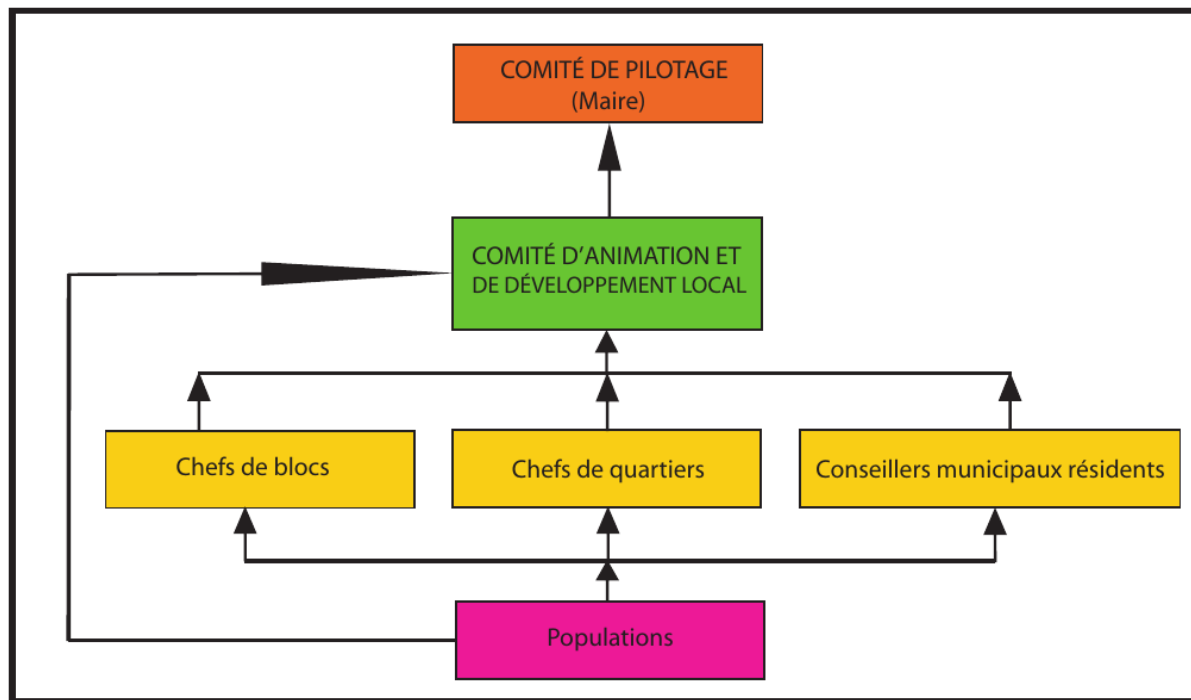 COMITÉ DE PILOTAGE
(Maire)
COMITÉ D’ANIMATION ET
DE DÉVELOPPEMENT LOCAL
Chefs de blocs
Chefs de quartiers
Conseillers municipaux résidents
Populations